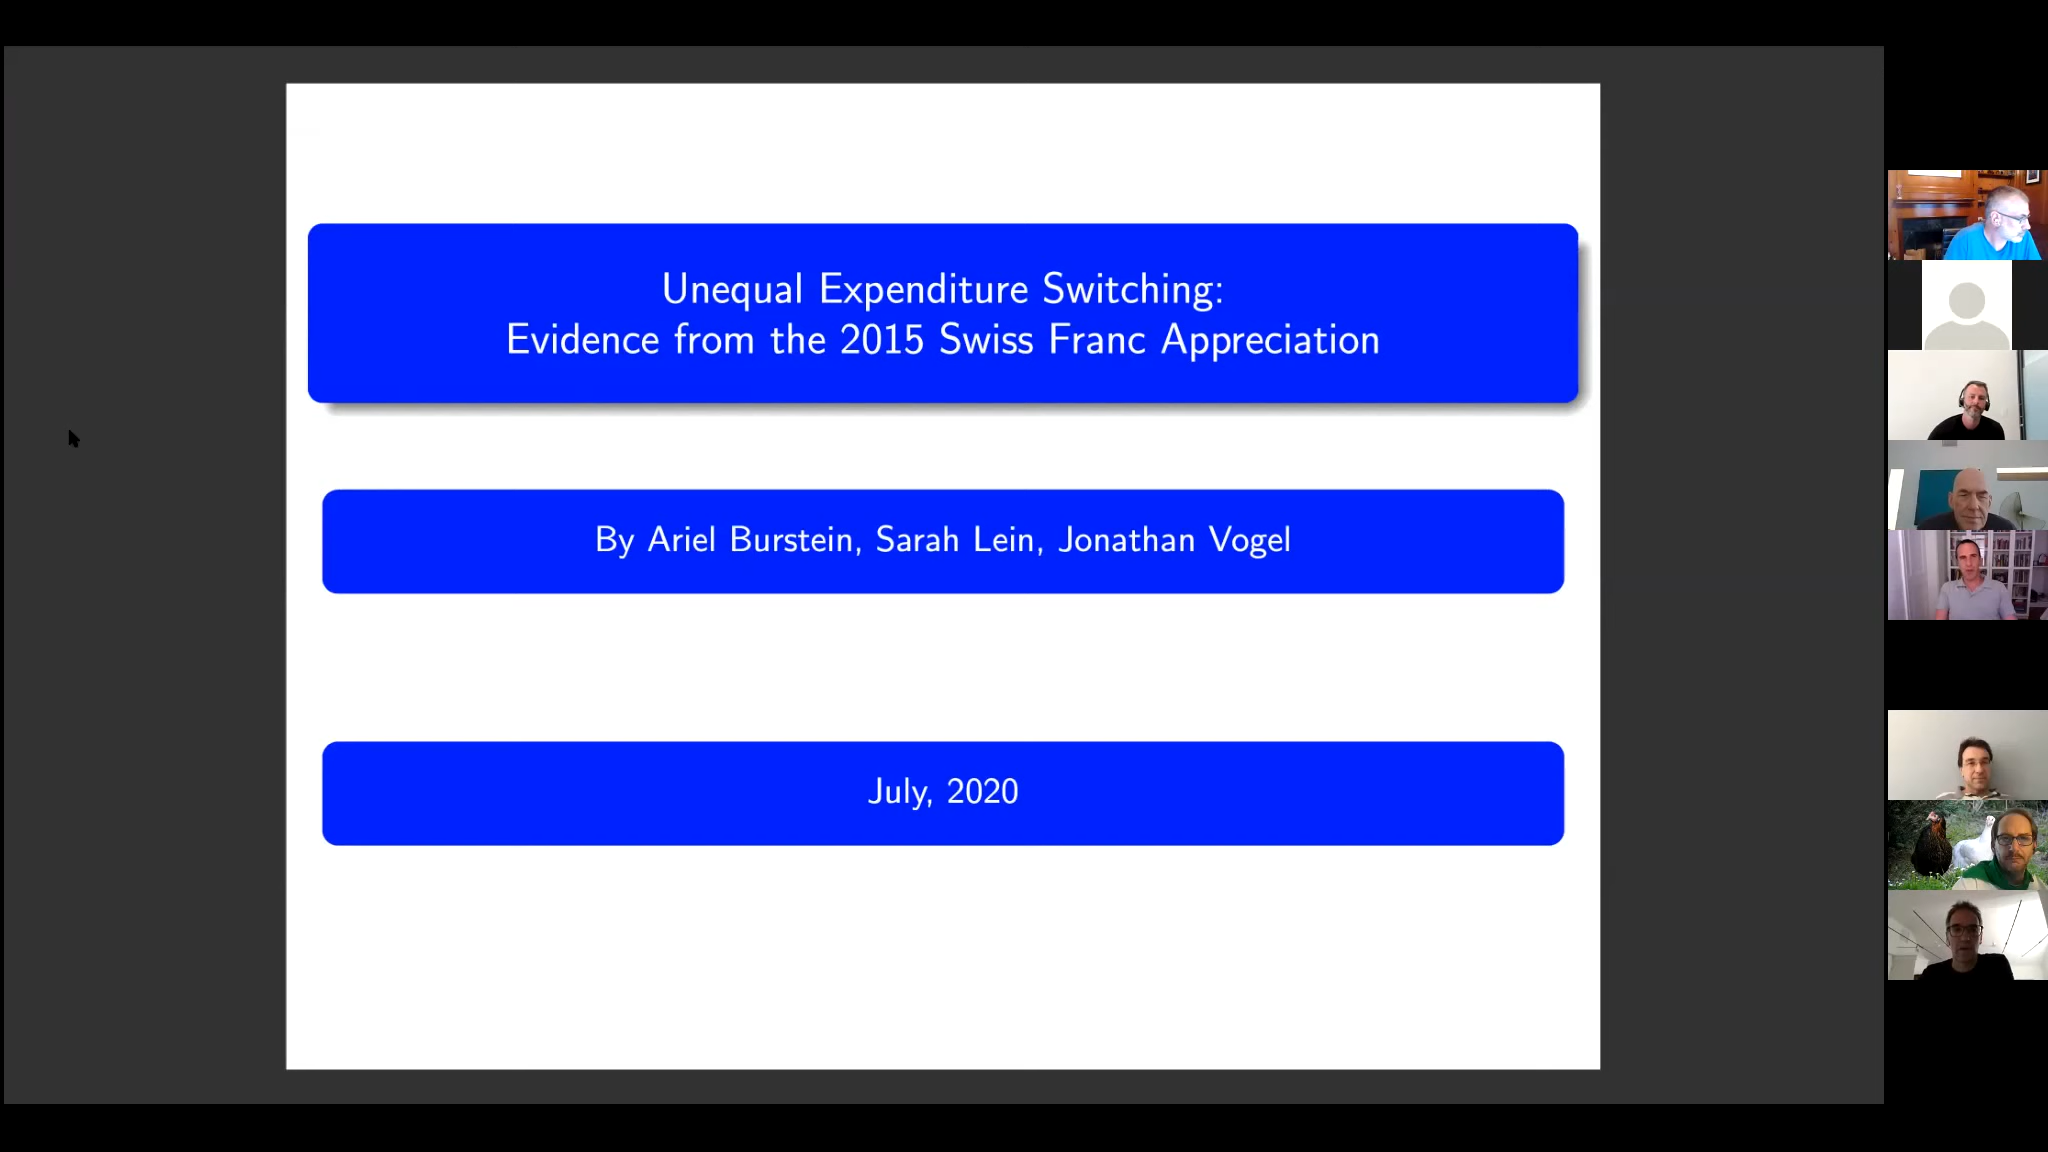 Unequal Expenditure Switching:
Evidence from the 2015 Swiss Franc Appreciation
By Ariel Burstein, Sarah Lein, Jonathan Vogel
July, 2020